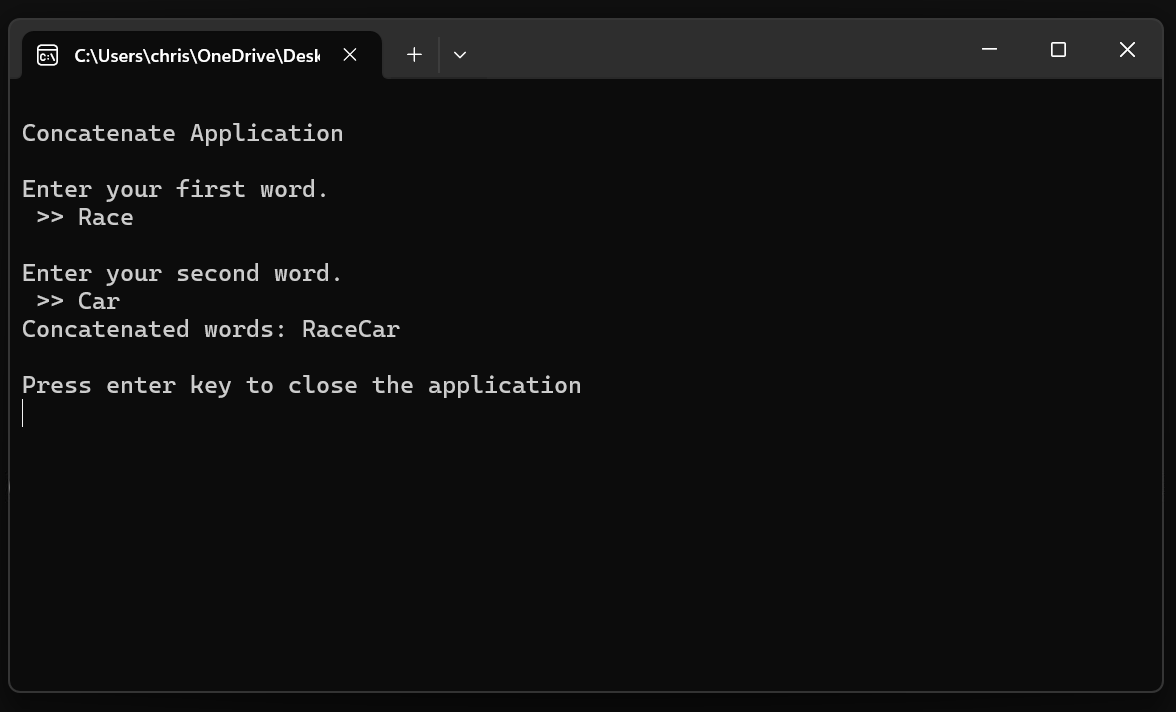 C:\Users\chris\OneDrive\Desk
Concatenate Application
Enter your first word.
>> Race
Enter your second word.
>> Car
Concatenated words: RaceCar
Press enter key to close the application